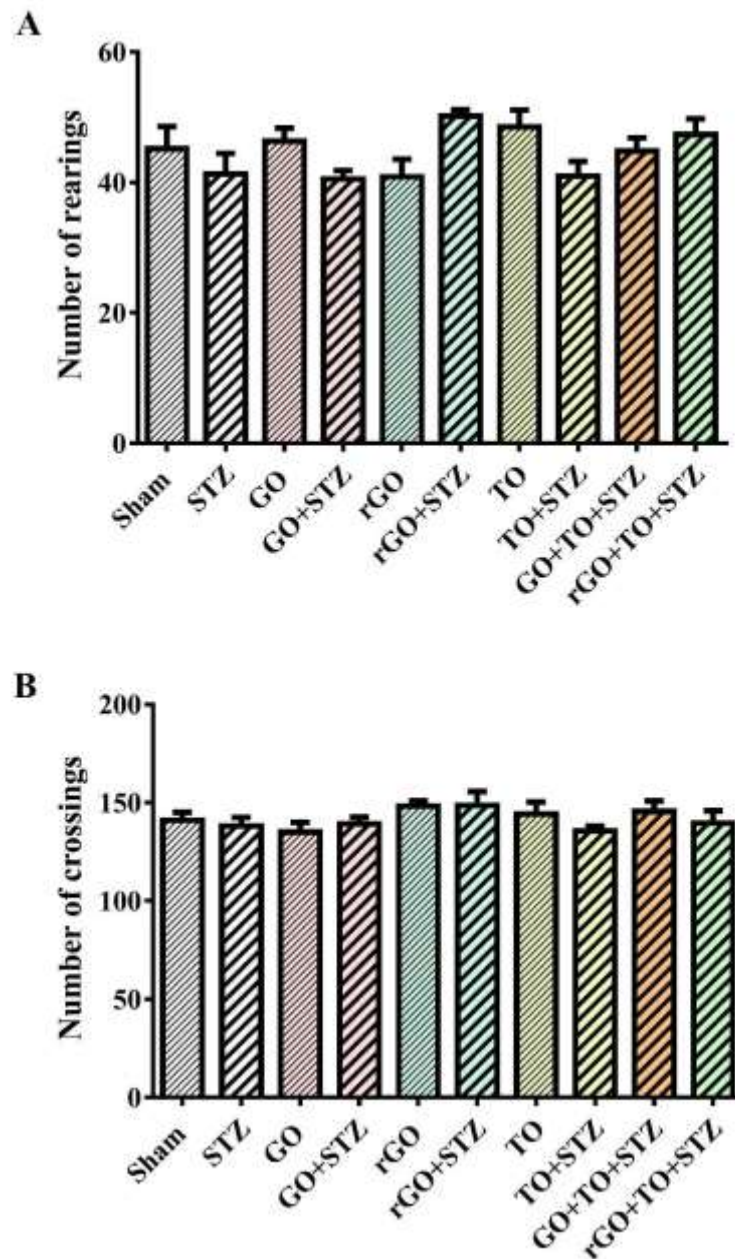 A
Number of rearings
60
40
20
0
Sham
STZ
GO
GO+STZ
rGO
rGO+STZ
TO
TO+STZ
GO+TO+STZ
rGO+TO+STZ
B
Number of crossings
200
150
100
50
0
Sham
STZ
GO
GO+STZ
rGO
rGO+STZ
TO
TO+STZ
GO+TO+STZ
rGO+TO+STZ